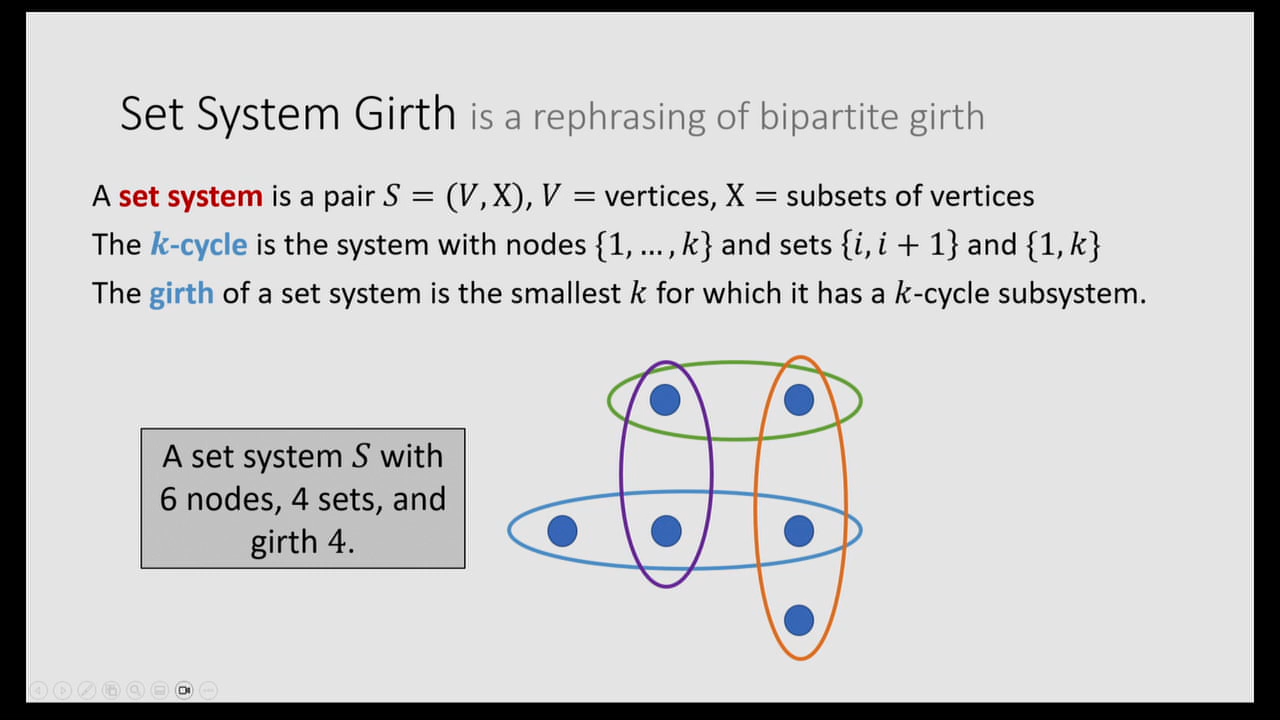 Set System Girth is a rephrasing of bipartite girth
A set system is a pair S = (V, X), V = vertices, X = subsets of vertices
The k-cycle is the system with nodes {1, … , k} and sets {i, i + 1} and {1, k}
The girth of a set system is the smallest k for which it has a k-cycle subsystem.
A set system S with
6 nodes, 4 sets, and
girth 4.